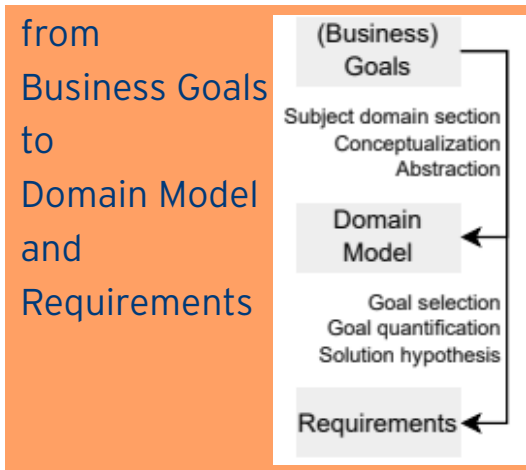 from
Business Goals
to
Domain Model
and
Requirements
(Business)
Goals
Subject domain section
Conceptualization
Abstraction
Domain
Model
Goal selection
Goal quantification
Solution hypothesis
Requirements